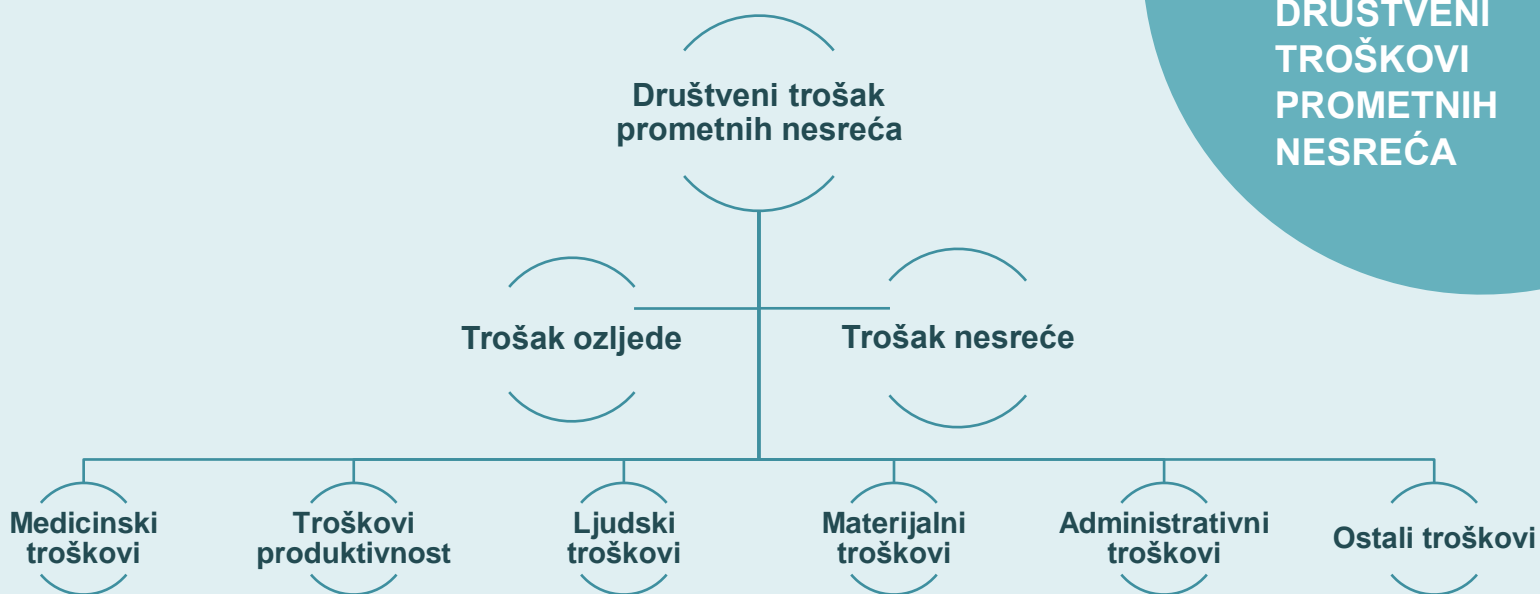 DRUŠTVENI
TROŠKOVI
PROMETNIH
NESREĆA
Društveni trošak
prometnih nesreća
Trošak ozljede
Trošak nesreće
Medicinski
troškovi
Troškovi
produktivnost
Ljudski
troškovi
Materijalni
troškovi
Administrativni
troškovi
Ostali troškovi